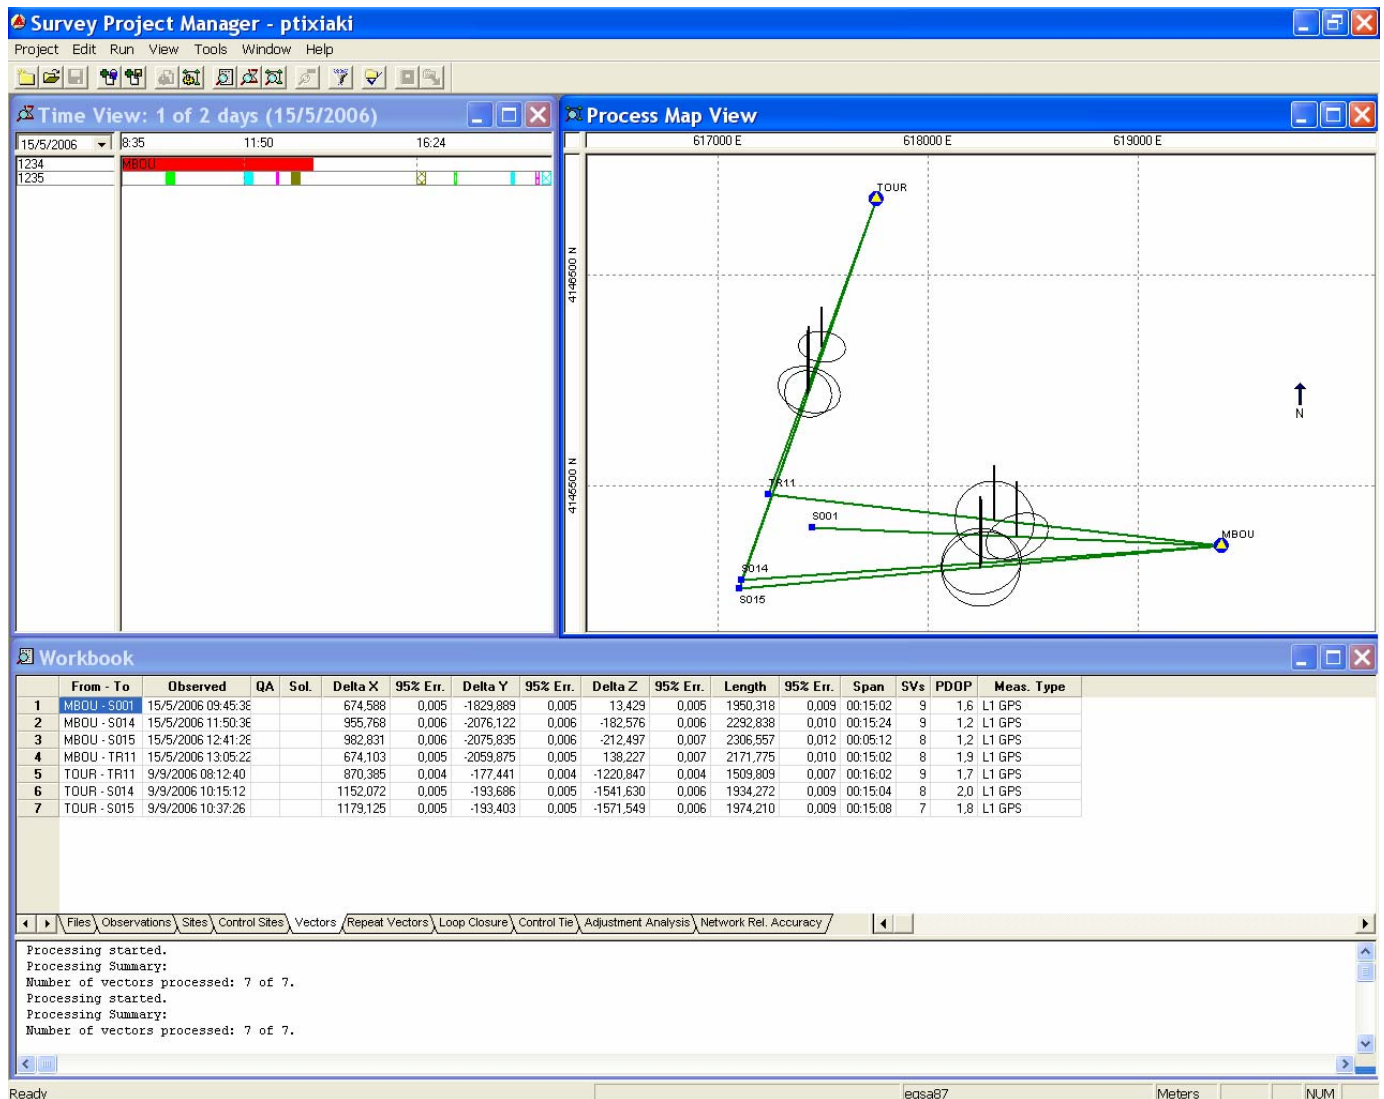 Survey Project Manager - ptixiaki
Project Edit Run View Tools Window Help
Time View: 1 of 2 days (15/5/2006)
15/5/2006 8:35 11:50 16:24
1234 MBOU
1235
Process Map View
617000 E 618000 E 619000 E
4146500 N
4145500 N
TOUR
N
TR11
S001
MBOU
S014
S015
Workbook
From - To Observed QA Sol. Delta X 95% Err. Delta Y 95% Err. Delta Z 95% Err. Length 95% Err. Span SVs PDOP Meas. Type
1 MBOU - S001 15/5/2006 09:45:36 674,588 0,005 -1829,889 0,005 13,429 0,005 1950,318 0,009 00:15:02 9 1,6 L1 GPS
2 MBOU - S014 15/5/2006 11:50:36 955,768 0,006 -2076,122 0,006 -182,576 0,006 2292,838 0,010 00:15:24 9 1,2 L1 GPS
3 MBOU - S015 15/5/2006 12:41:26 982,831 0,006 -2075,835 0,006 -212,497 0,007 2306,557 0,012 00:05:12 8 1,2 L1 GPS
4 MBOU - TR11 15/5/2006 13:05:22 674,103 0,005 -2059,875 0,005 138,227 0,005 2171,775 0,010 00:15:02 8 1,9 L1 GPS
5 TOUR - TR11 9/9/2006 08:12:40 870,385 0,004 -177,441 0,004 -1220,847 0,004 1509,809 0,007 00:16:02 9 1,7 L1 GPS
6 TOUR - S014 9/9/2006 10:15:12 1152,072 0,005 -193,686 0,005 -1541,630 0,006 1934,272 0,009 00:15:04 8 2,0 L1 GPS
7 TOUR - S015 9/9/2006 10:37:26 1179,125 0,005 -193,403 0,005 -1571,549 0,006 1974,210 0,009 00:15:08 7 1,8 L1 GPS
Files Observations Sites Control Sites Vectors Repeat Vectors Loop Closure Control Tie Adjustment Analysis Network Rel. Accuracy
Processing started.
Processing Summary:
Number of vectors processed: 7 of 7.
Processing started.
Processing Summary:
Number of vectors processed: 7 of 7.
Ready egsa87 Meters NUM